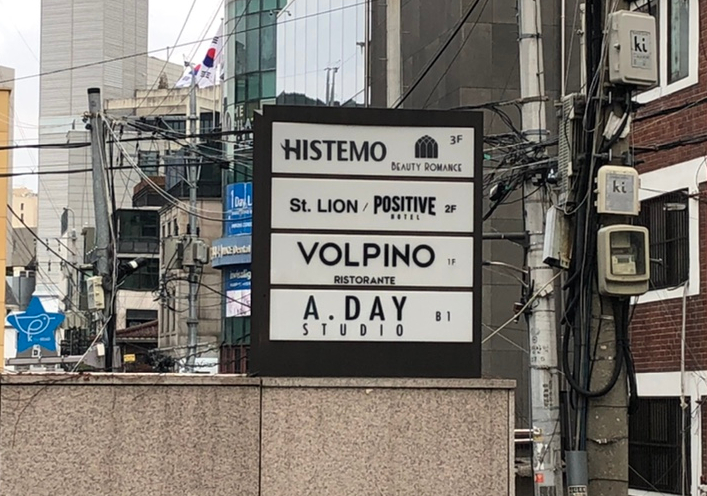 HISTEMO
BEAUTY ROMANCE
3F
St. LION / POSITIVE
HOTEL
2F
VOLPINO
RISTORANTE
1F
A.DAY
STUDIO
B1
ki
ki